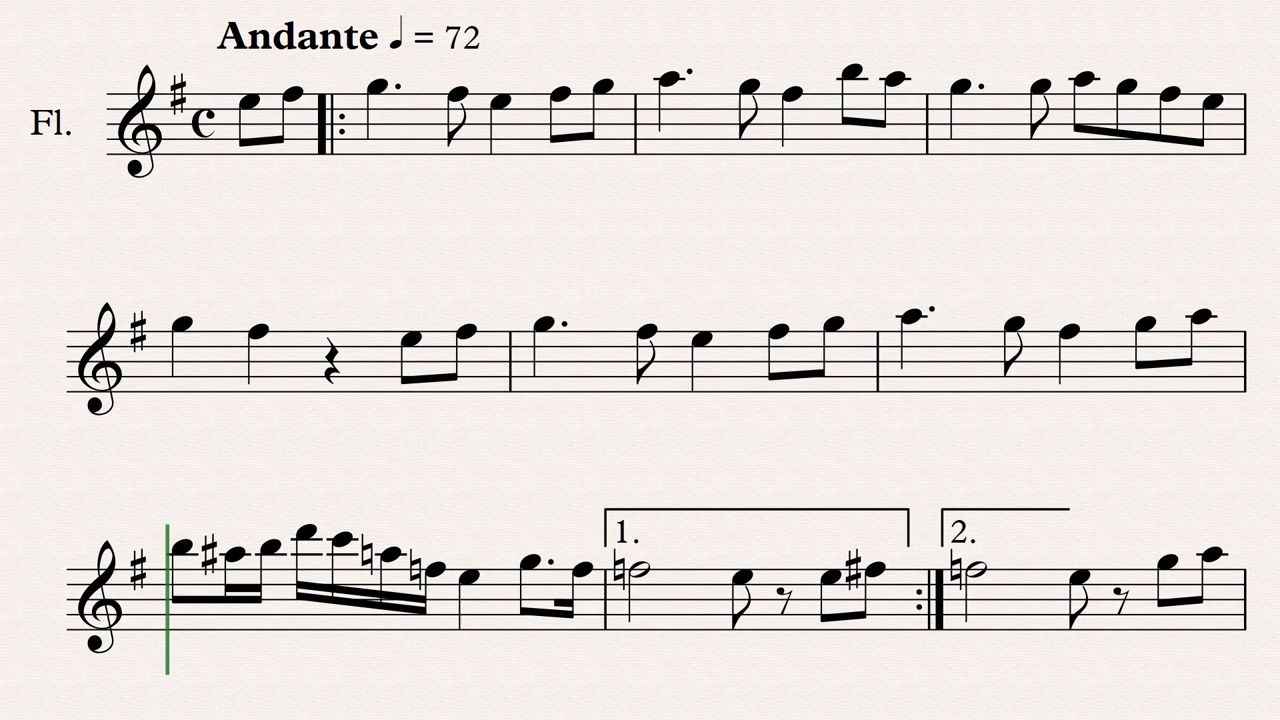 Andante ♩ = 72
Fl.
1.
2.